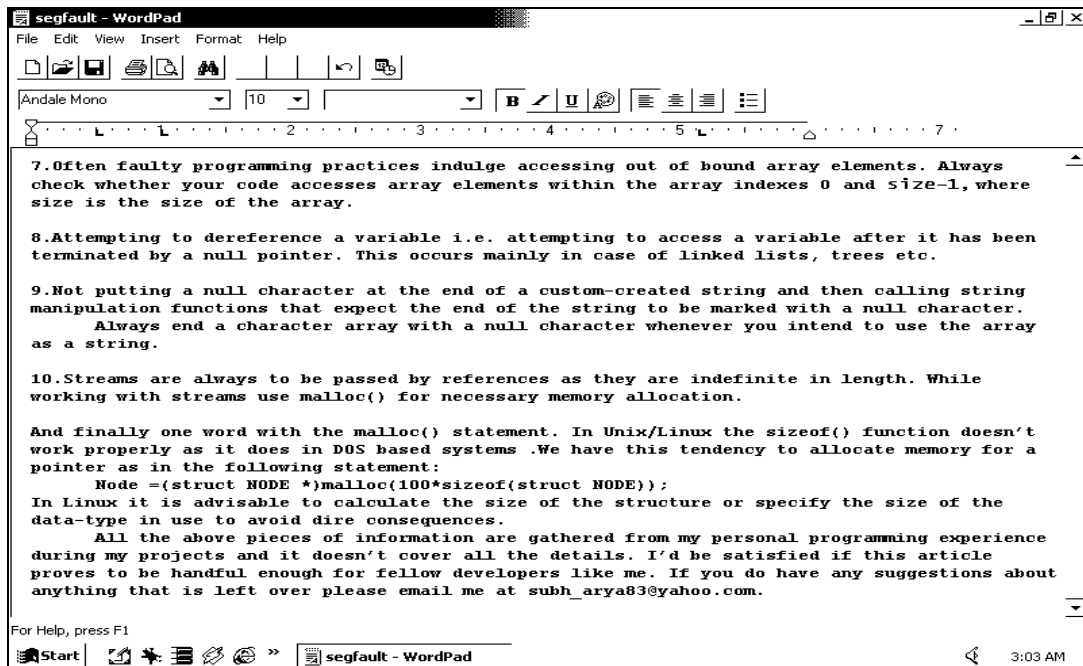 segfault - WordPad
File Edit View Insert Format Help
Andale Mono 10 B / U
1 2 3 4 5 7
7.Often faulty programming practices indulge accessing out of bound array elements. Always
check whether your code accesses array elements within the array indexes 0 and size-1, where
size is the size of the array.
8.Attempting to dereference a variable i.e. attempting to access a variable after it has been
terminated by a null pointer. This occurs mainly in case of linked lists, trees etc.
9.Not putting a null character at the end of a custom-created string and then calling string
manipulation functions that expect the end of the string to be marked with a null character.
Always end a character array with a null character whenever you intend to use the array
as a string.
10.Streams are always to be passed by references as they are indefinite in length. While
working with streams use malloc() for necessary memory allocation.
And finally one word with the malloc() statement. In Unix/Linux the sizeof() function doesn't
work properly as it does in DOS based systems .We have this tendency to allocate memory for a
pointer as in the following statement:
Node =(struct NODE *)malloc(100*sizeof(struct NODE));
In Linux it is advisable to calculate the size of the structure or specify the size of the
data-type in use to avoid dire consequences.
All the above pieces of information are gathered from my personal programming experience
during my projects and it doesn't cover all the details. I'd be satisfied if this article
proves to be handful enough for fellow developers like me. If you do have any suggestions about
anything that is left over please email me at subh_arya83@yahoo.com.
For Help, press F1
Start » segfault - WordPad 3:03 AM